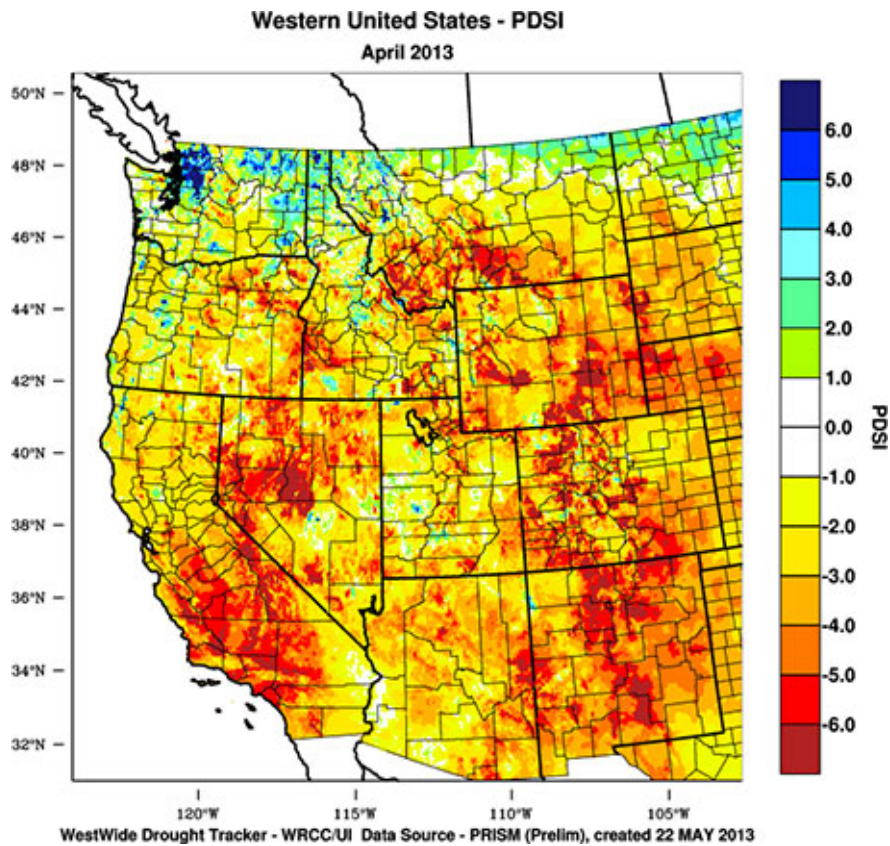 Western United States - PDSI
April 2013
50°N
48°N
46°N
44°N
42°N
40°N
38°N
36°N
34°N
32°N
120°W
115°W
110°W
105°W
6.0
5.0
4.0
3.0
2.0
1.0
0.0
-1.0
-2.0
-3.0
-4.0
-5.0
-6.0
PDSI
WestWide Drought Tracker - WRCC/UI Data Source - PRISM (Prelim), created 22 MAY 2013